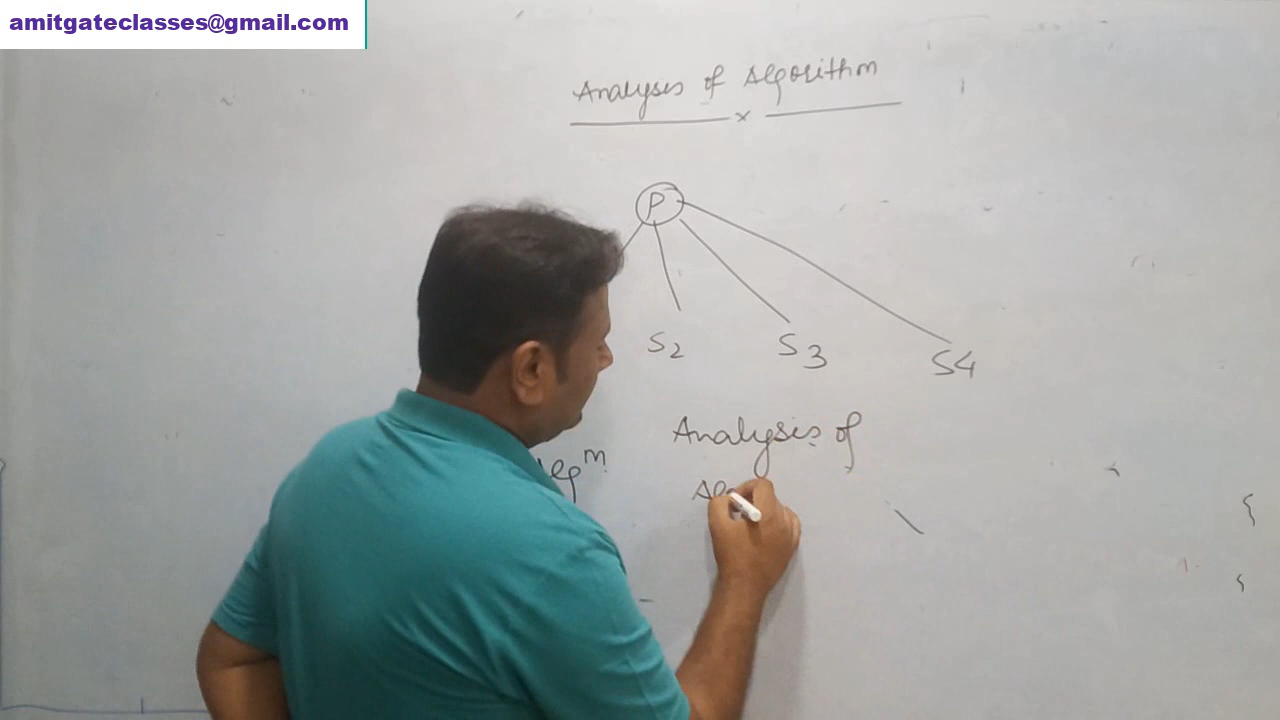 amitgateclasses@gmail.com
Analysis of Algorithm
x
P
S2 S3 S4
Analysis of